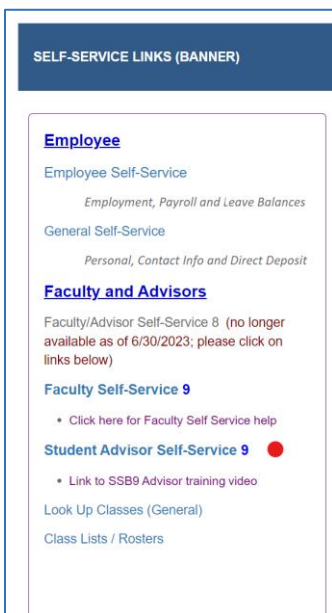 SELF-SERVICE LINKS (BANNER)
Employee
Employee Self-Service
Employment, Payroll and Leave Balances
General Self-Service
Personal, Contact Info and Direct Deposit
Faculty and Advisors
Faculty/Advisor Self-Service 8 (no longer
available as of 6/30/2023; please click on
links below)
Faculty Self-Service 9
• Click here for Faculty Self Service help
Student Advisor Self-Service 9
• Link to SSB9 Advisor training video
Look Up Classes (General)
Class Lists / Rosters